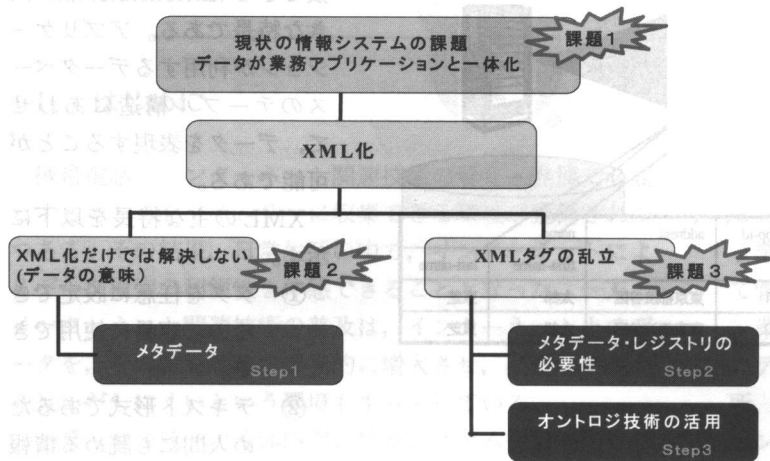 現状の情報システムの課題
データが業務アプリケーションと一体化
課題1
XML化
XML化だけでは解決しない
(データの意味)
課題2
XMLタグの乱立
課題3
メタデータ
Step1
メタデータ・レジストリの
必要性
Step2
オントロジ技術の活用
Step3